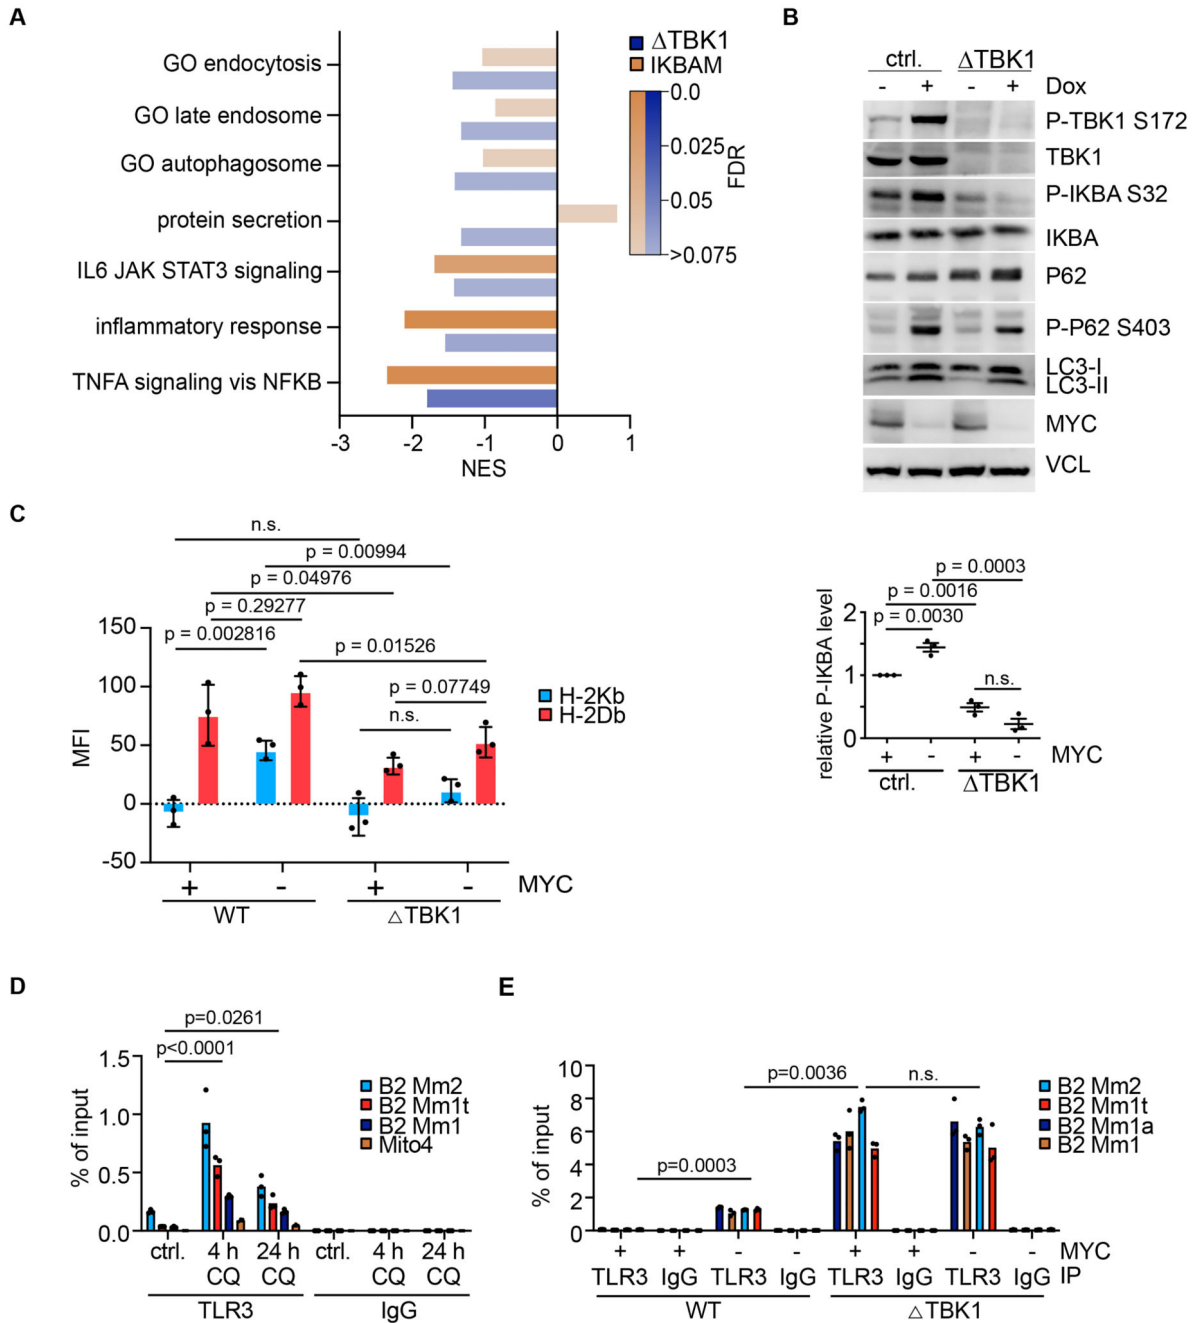 A
ΔTBK1
IKBAM
GO endocytosis
GO late endosome
GO autophagosome
protein secretion
IL6 JAK STAT3 signaling
inflammatory response
TNFA signaling vis NFKB
-3 -2 -1 0 1
NES
0.0
0.025
0.05
>0.075
FDR
B
ctrl. ΔTBK1
- + - + Dox
P-TBK1 S172
TBK1
P-IKBA S32
IKBA
P62
P-P62 S403
LC3-I
LC3-II
MYC
VCL
relative P-IKBA level
p = 0.0003
p = 0.0016
p = 0.0030
n.s.
2
1
0
+ - + - MYC
ctrl. ΔTBK1
C
n.s.
p = 0.00994
p = 0.04976
p = 0.29277
p = 0.002816
p = 0.01526
p = 0.07749
n.s.
H-2Kb
H-2Db
MFI
150
100
50
0
-50
+ - + - MYC
WT △TBK1
D
p=0.0261
p<0.0001
% of input
1.5
1.0
0.5
0.0
B2 Mm2
B2 Mm1t
B2 Mm1
Mito4
ctrl. 4 h 24 h ctrl. 4 h 24 h
CQ CQ CQ CQ
TLR3 IgG
E
p=0.0036
n.s.
p=0.0003
% of input
10
8
6
4
2
0
B2 Mm2
B2 Mm1t
B2 Mm1a
B2 Mm1
+ + - - + + - - MYC
TLR3 IgG TLR3 IgG TLR3 IgG TLR3 IgG IP
WT △TBK1